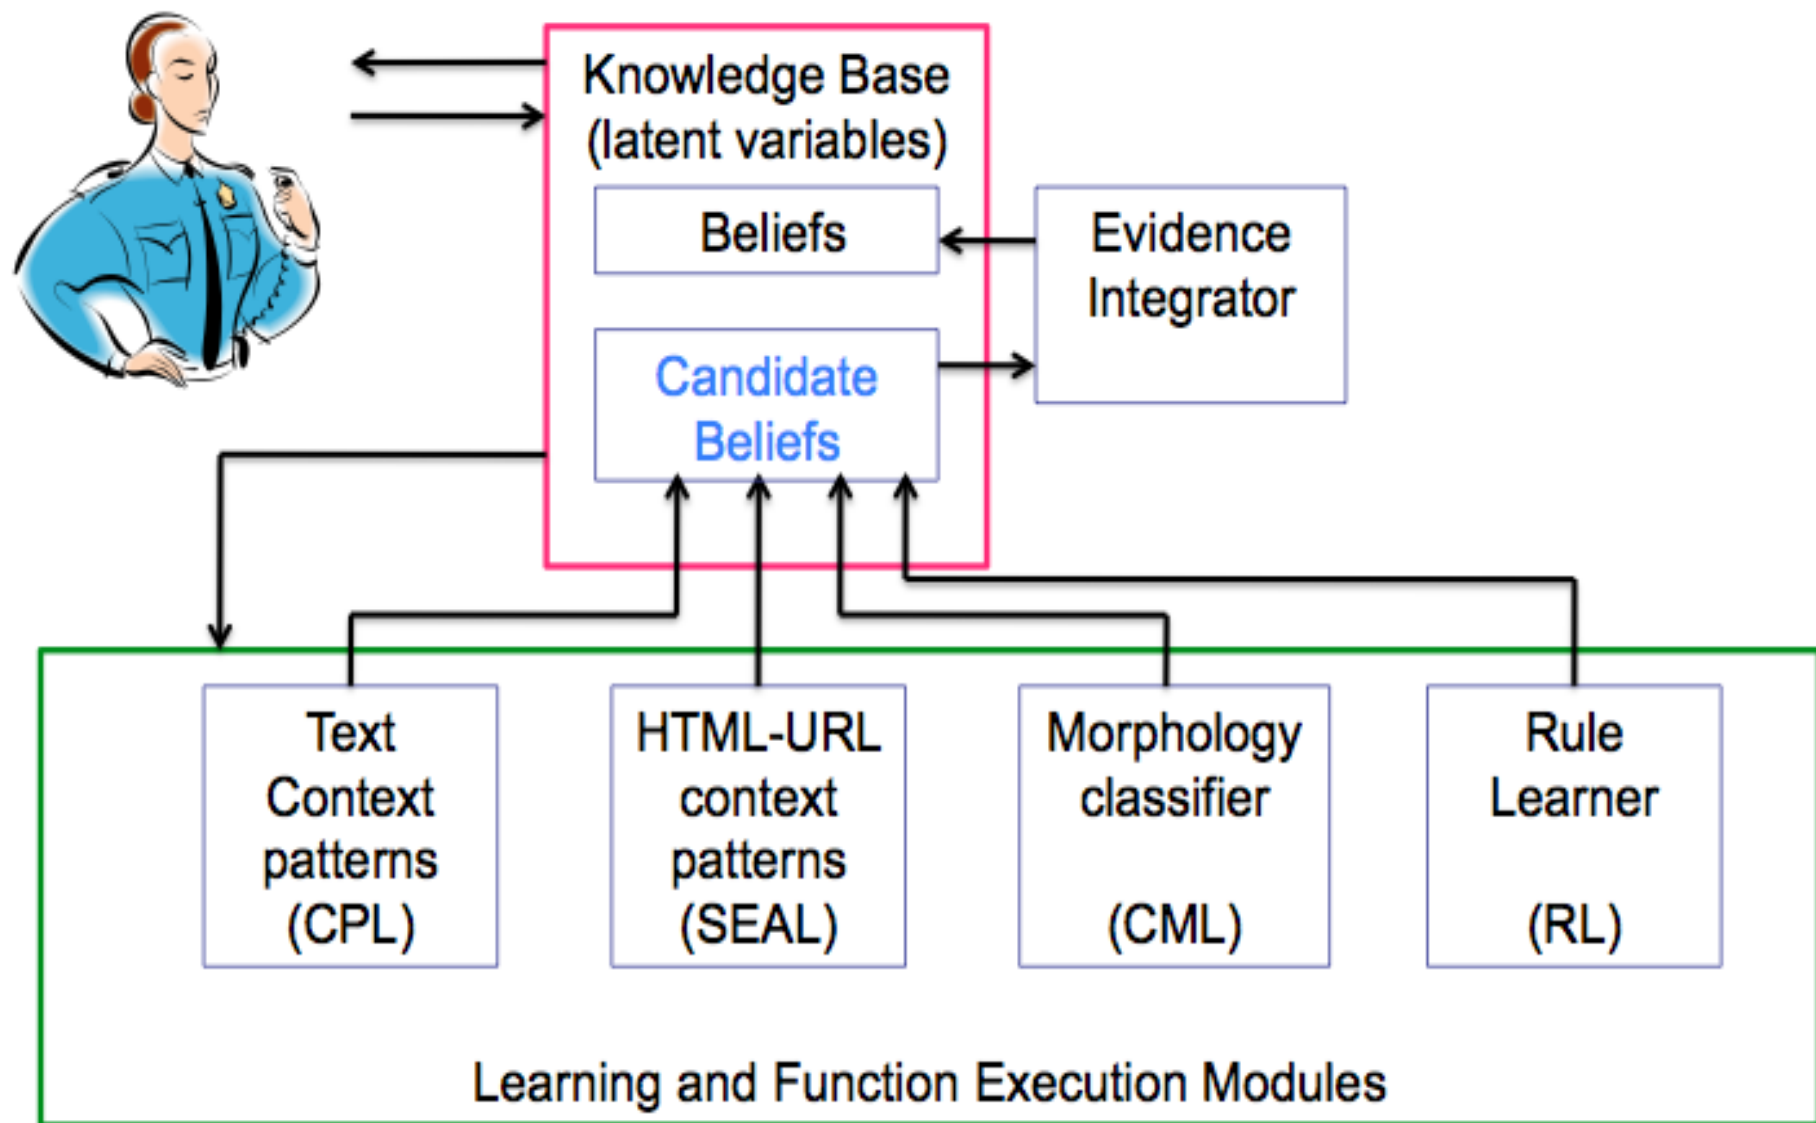 Knowledge Base
(latent variables)
Beliefs
Evidence
Integrator
Candidate
Beliefs
Text
Context
patterns
(CPL)
HTML-URL
context
patterns
(SEAL)
Morphology
classifier
(CML)
Rule
Learner
(RL)
Learning and Function Execution Modules